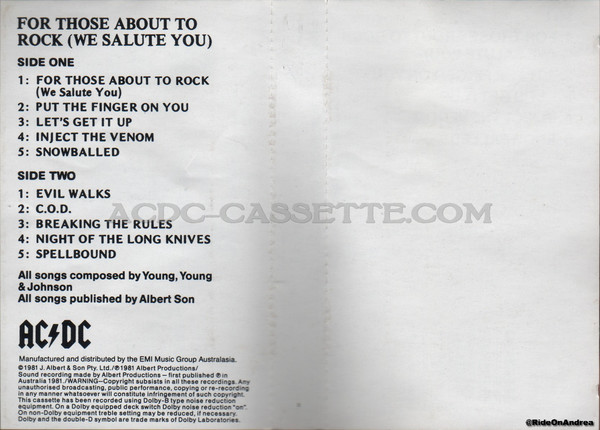 FOR THOSE ABOUT TO
ROCK (WE SALUTE YOU)
SIDE ONE
1: FOR THOSE ABOUT TO ROCK
(We Salute You)
2: PUT THE FINGER ON YOU
3: LET'S GET IT UP
4: INJECT THE VENOM
5: SNOWBALLED
SIDE TWO
1: EVIL WALKS
2: C.O.D.
3: BREAKING THE RULES
4: NIGHT OF THE LONG KNIVES
5: SPELLBOUND
ACDC-CASSETTE.COM
All songs composed by Young, Young
& Johnson
All songs published by Albert Son
AC⚡DC
Manufactured and distributed by the EMI Music Group Australasia.
©1981 J. Albert & Son Pty. Ltd./℗1981 Albert Productions/
Sound recording made by Albert Productions – first published ℗ in
Australia 1981./WARNING–Copyright subsists in all these recordings. Any
unauthorised broadcasting, public performance, copying or re-recording
in any manner whatsoever will constitute infringement of such copyright.
This cassette has been recorded using Dolby-B type noise reduction
equipment. On a Dolby equipped deck switch Dolby noise reduction "on".
On non-Dolby equipment treble setting may be reduced, if necessary.
Dolby and the double-D symbol are trade marks of Dolby Laboratories.
@RideOnAndrea